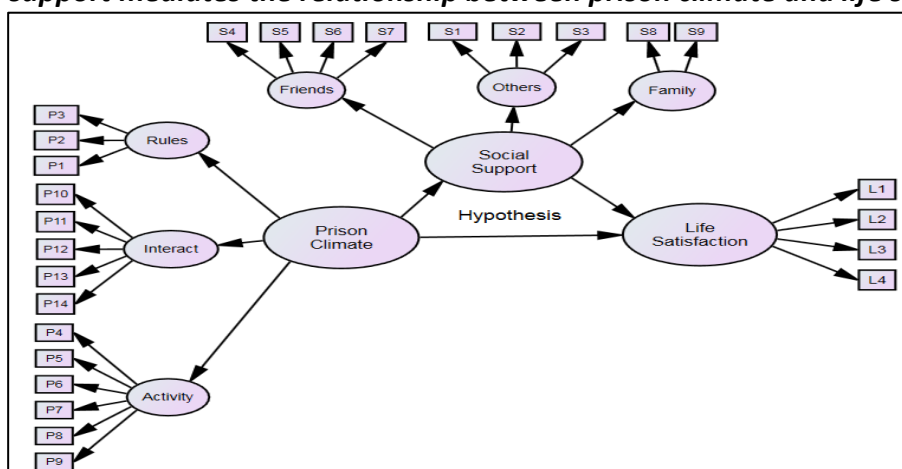 support mediates the relationship between prison climate and life s
S4 S5 S6 S7 S1 S2 S3 S8 S9
Friends Others Family
P3
P2
P1
Rules
Social
Support
P10
P11
P12
P13
P14
Interact
Prison
Climate
Hypothesis
Life
Satisfaction
L1
L2
L3
L4
P4
P5
P6
P7
P8
P9
Activity